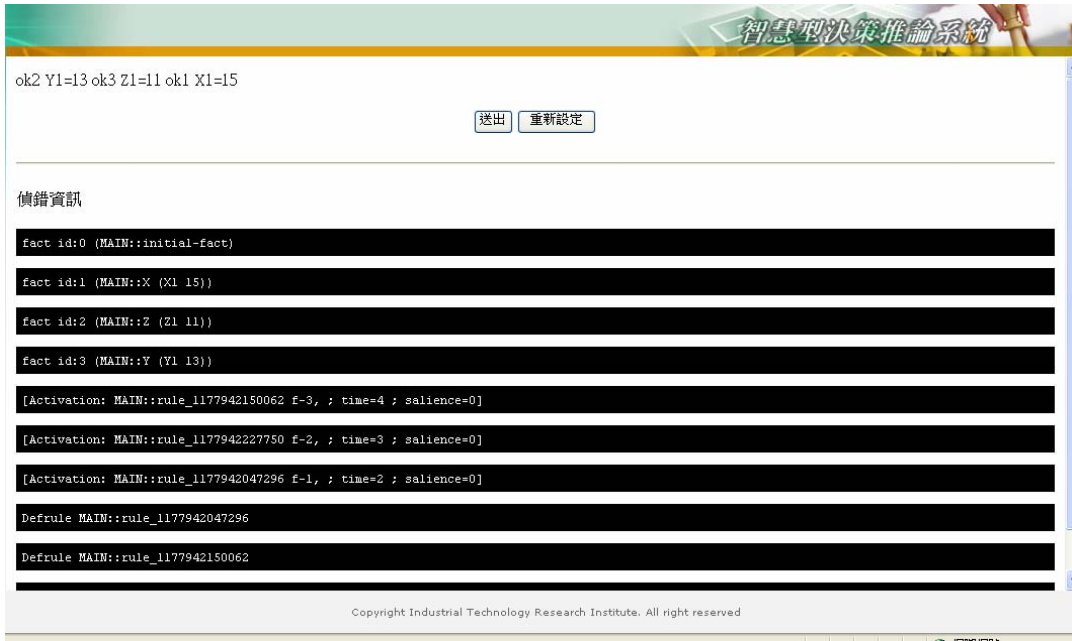 智慧型決策推論系統
ok2 Y1=13 ok3 Z1=11 ok1 X1=15
送出 重新設定
偵錯資訊
fact id:0 (MAIN::initial-fact)
fact id:1 (MAIN::X (X1 15))
fact id:2 (MAIN::Z (Z1 11))
fact id:3 (MAIN::Y (Y1 13))
[Activation: MAIN::rule_1177942150062 f-3, ; time=4 ; salience=0]
[Activation: MAIN::rule_1177942227750 f-2, ; time=3 ; salience=0]
[Activation: MAIN::rule_1177942047296 f-1, ; time=2 ; salience=0]
Defrule MAIN::rule_1177942047296
Defrule MAIN::rule_1177942150062
Copyright Industrial Technology Research Institute. All right reserved